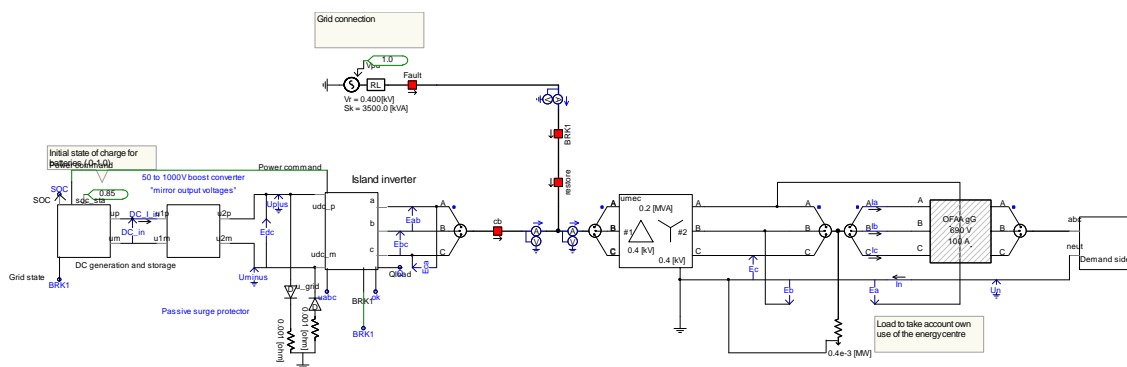 Grid connection
1.0
Fault
RL
Vr = 0.400[kV]
Sk = 3500.0 [kVA]
BRK1
restore
Initial state of charge for
Power command
SOC
SOC
soc_sta
0.85
50 to 1000V boost converter
"mirror output voltages"
Power command
Island inverter
up
um
DC_I_in
DC_in
u1p
u1m
u2p
u2m
DC generation and storage
Grid state
BRK1
Edc
Uplus
Uminus
udc_p
udc_m
a
b
c
Eab
Ebc
Eca
A
B
C
cb
u_grid
uabc
BRK1
ok
BRK1
Passive surge protector
D
D
0.001 [ohm]
0.001 [ohm]
A
V
A
V
A
B
C
umec
0.2 [MVA]
#1
#2
0.4 [kV]
0.4 [kV]
A
B
C
A
B
C
Ec
Eb
Ea
Ia
Ib
Ic
In
Un
A
B
C
OFAA gG
690 V
100 A
A
B
C
abc
neut
Demand side
0.4e-3 [MW]
Load to take account own
use of the energycentre